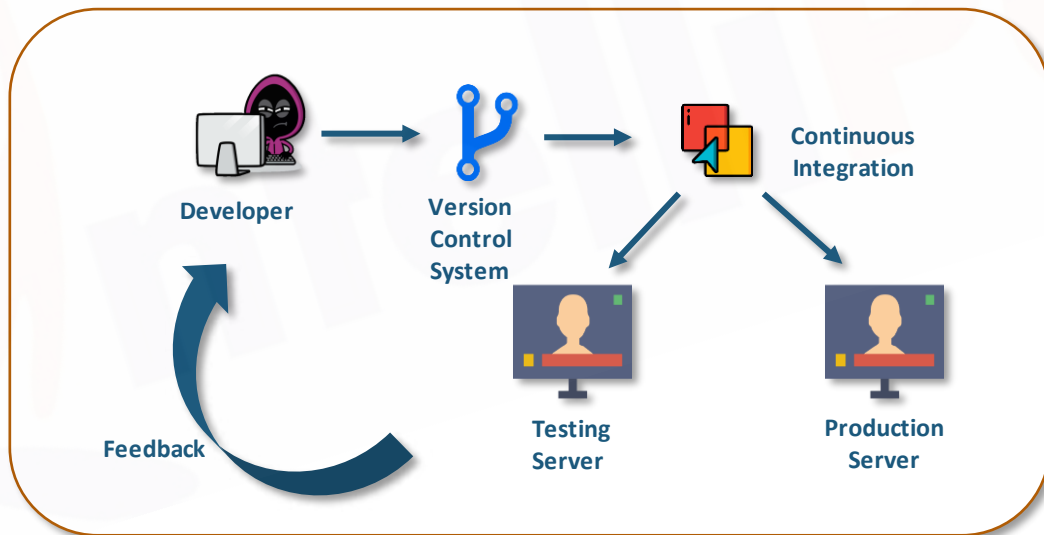 Developer
Version
Control
System
Continuous
Integration
Feedback
Testing
Server
Production
Server